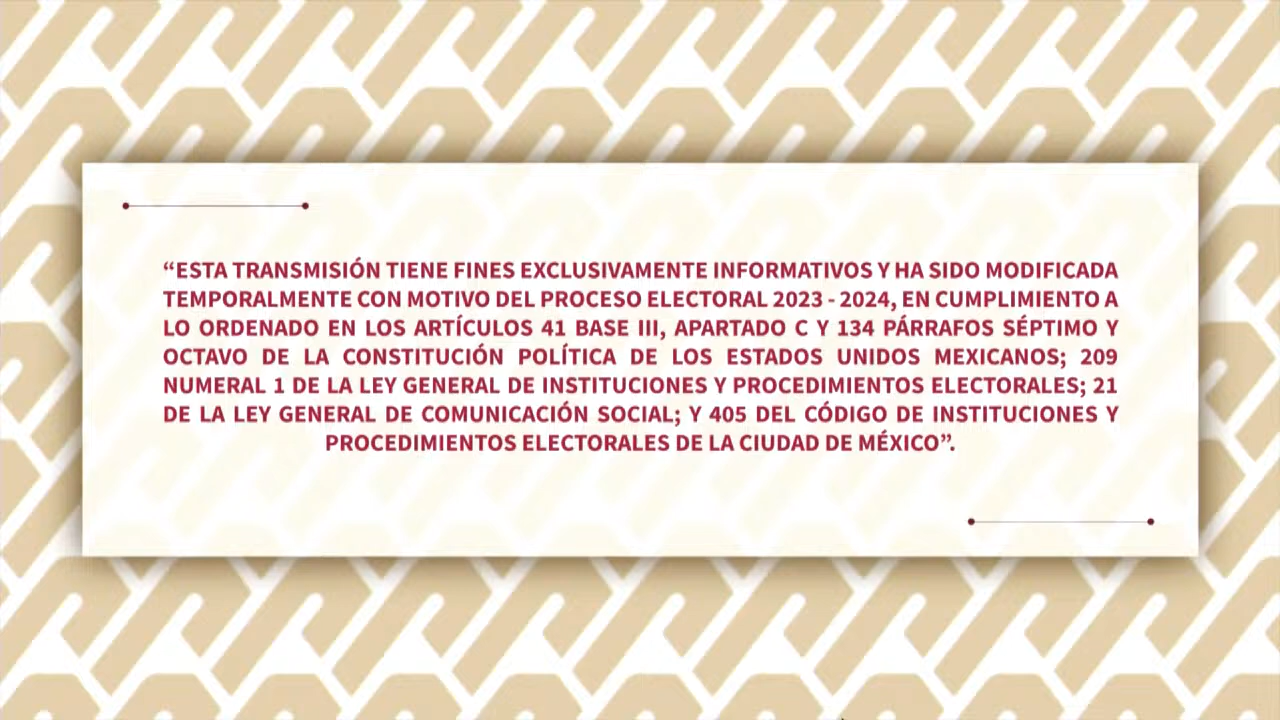 “ESTA TRANSMISIÓN TIENE FINES EXCLUSIVAMENTE INFORMATIVOS Y HA SIDO MODIFICADA
TEMPORALMENTE CON MOTIVO DEL PROCESO ELECTORAL 2023 - 2024, EN CUMPLIMIENTO A
LO ORDENADO EN LOS ARTÍCULOS 41 BASE III, APARTADO C Y 134 PÁRRAFOS SÉPTIMO Y
OCTAVO DE LA CONSTITUCIÓN POLÍTICA DE LOS ESTADOS UNIDOS MEXICANOS; 209
NUMERAL 1 DE LA LEY GENERAL DE INSTITUCIONES Y PROCEDIMIENTOS ELECTORALES; 21
DE LA LEY GENERAL DE COMUNICACIÓN SOCIAL; Y 405 DEL CÓDIGO DE INSTITUCIONES Y
PROCEDIMIENTOS ELECTORALES DE LA CIUDAD DE MÉXICO”.